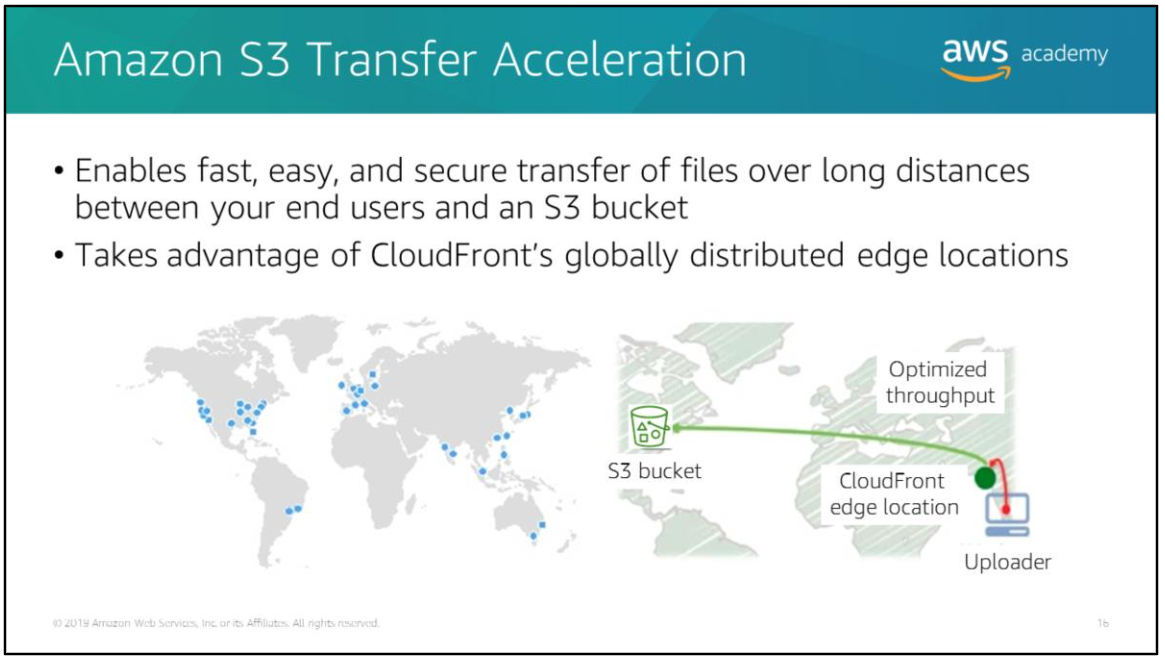 Amazon S3 Transfer Acceleration
aws academy
• Enables fast, easy, and secure transfer of files over long distances
between your end users and an S3 bucket
• Takes advantage of CloudFront's globally distributed edge locations
Optimized
throughput
S3 bucket
CloudFront
edge location
Uploader
© 2019 Amazon Web Services, Inc. or its Affiliates. All rights reserved.
16